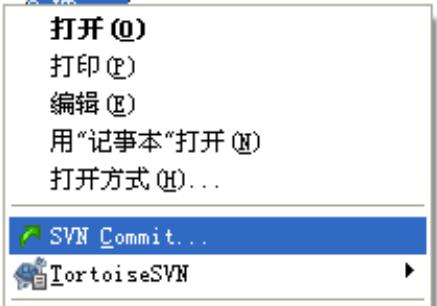 打开(O)
打印(P)
编辑(E)
用“记事本”打开(N)
打开方式(H)...
SVN Commit...
TortoiseSVN